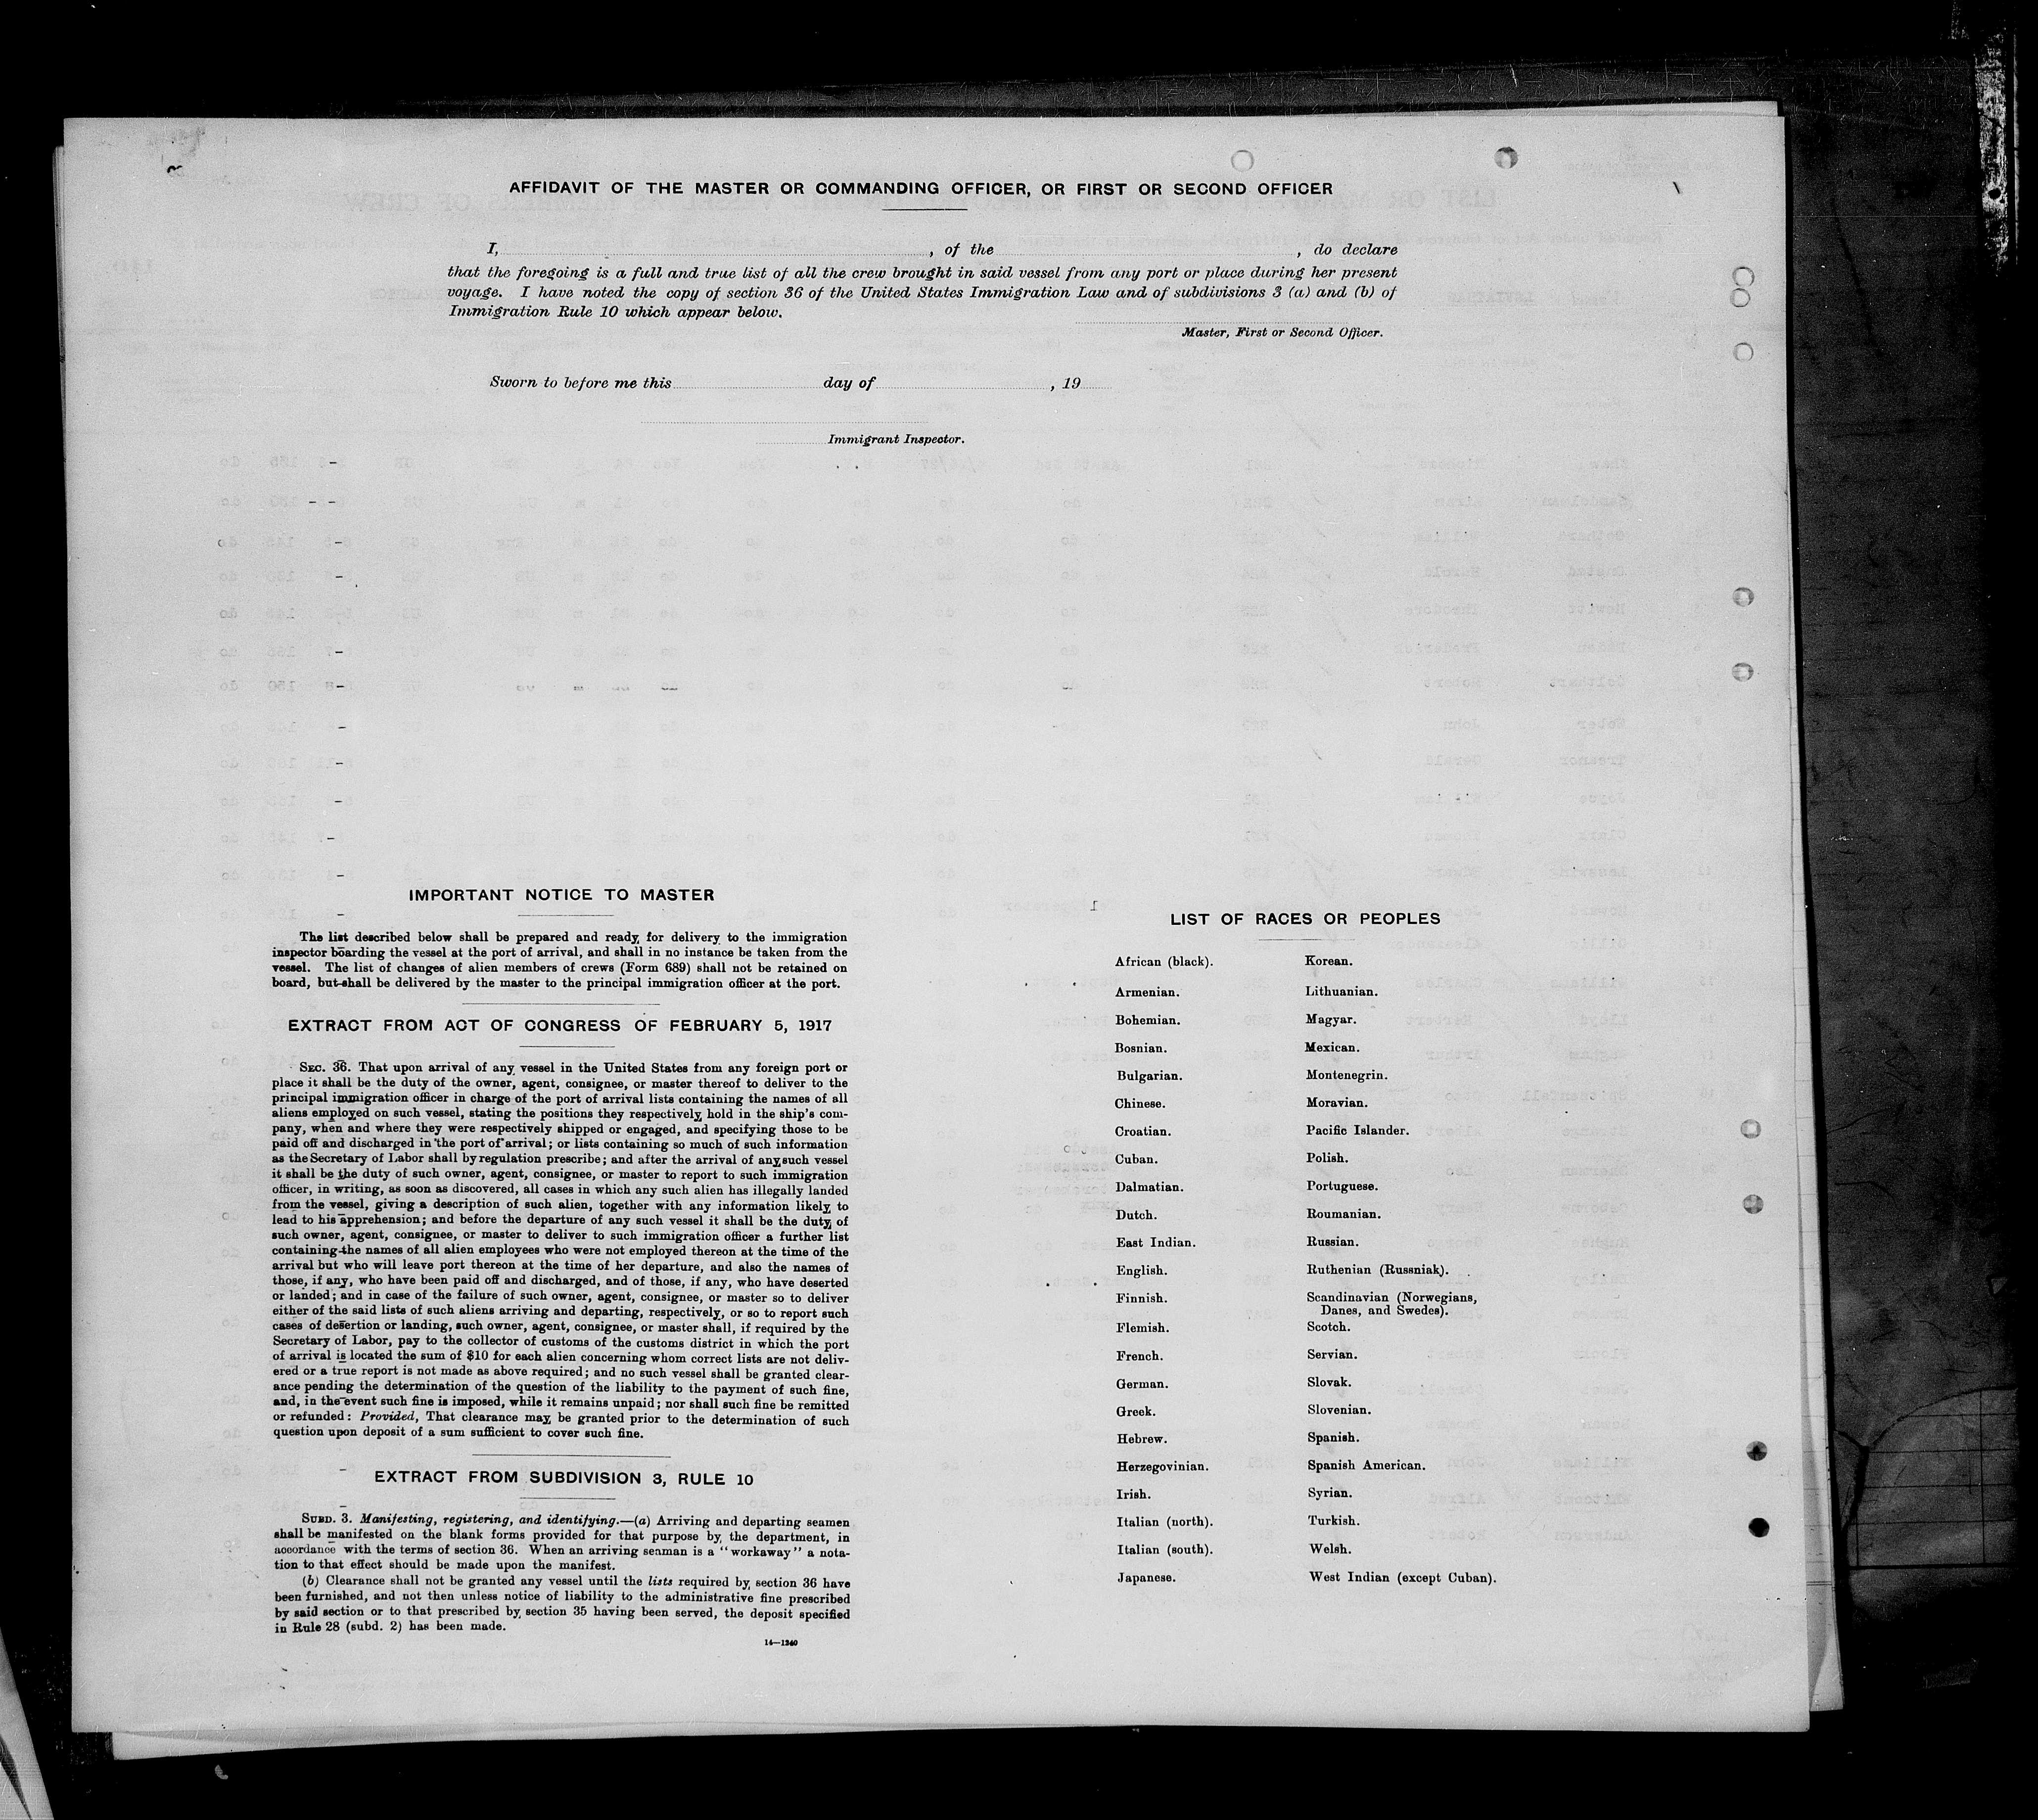 AFFIDAVIT OF THE MASTER OR COMMANDING OFFICER, OR FIRST OR SECOND OFFICER
I, , of the , do declare
that the foregoing is a full and true list of all the crew brought in said vessel from any port or place during her present
voyage. I have noted the copy of section 36 of the United States Immigration Law and of subdivisions 3 (a) and (b) of
Immigration Rule 10 which appear below.
Master, First or Second Officer.
Sworn to before me this day of , 19
Immigrant Inspector.
IMPORTANT NOTICE TO MASTER
The list described below shall be prepared and ready for delivery to the immigration
inspector boarding the vessel at the port of arrival, and shall in no instance be taken from the
vessel. The list of changes of alien members of crews (Form 689) shall not be retained on
board, but shall be delivered by the master to the principal immigration officer at the port.
EXTRACT FROM ACT OF CONGRESS OF FEBRUARY 5, 1917
SEC. 36. That upon arrival of any vessel in the United States from any foreign port or
place it shall be the duty of the owner, agent, consignee, or master thereof to deliver to the
principal immigration officer in charge of the port of arrival lists containing the names of all
aliens employed on such vessel, stating the positions they respectively hold in the ship's com-
pany, when and where they were respectively shipped or engaged, and specifying those to be
paid off and discharged in the port of arrival; or lists containing so much of such information
as the Secretary of Labor shall by regulation prescribe; and after the arrival of any such vessel
it shall be the duty of such owner, agent, consignee, or master to report to such immigration
officer, in writing, as soon as discovered, all cases in which any such alien has illegally landed
from the vessel, giving a description of such alien, together with any information likely to
lead to his apprehension; and before the departure of any such vessel it shall be the duty of
such owner, agent, consignee, or master to deliver to such immigration officer a further list
containing the names of all alien employees who were not employed thereon at the time of the
arrival but who will leave port thereon at the time of her departure, and also the names of
those, if any, who have been paid off and discharged, and of those, if any, who have deserted
or landed; and in case of the failure of such owner, agent, consignee, or master so to deliver
either of the said lists of such aliens arriving and departing, respectively, or so to report such
cases of desertion or landing, such owner, agent, consignee, or master shall, if required by the
Secretary of Labor, pay to the collector of customs of the customs district in which the port
of arrival is located the sum of $10 for each alien concerning whom correct lists are not deliv-
ered or a true report is not made as above required; and no such vessel shall be granted clear-
ance pending the determination of the question of the liability to the payment of such fine,
and, in the event such fine is imposed, while it remains unpaid; nor shall such fine be remitted
or refunded: Provided, That clearance may be granted prior to the determination of such
question upon deposit of a sum sufficient to cover such fine.
EXTRACT FROM SUBDIVISION 3, RULE 10
SUBD. 3. Manifesting, registering, and identifying.—(a) Arriving and departing seamen
shall be manifested on the blank forms provided for that purpose by the department, in
accordance with the terms of section 36. When an arriving seaman is a "workaway" a nota-
tion to that effect should be made upon the manifest.
(b) Clearance shall not be granted any vessel until the lists required by section 36 have
been furnished, and not then unless notice of liability to the administrative fine prescribed
by said section or to that prescribed by section 35 having been served, the deposit specified
in Rule 28 (subd. 2) has been made.
14—1240
LIST OF RACES OR PEOPLES
African (black). Korean.
Armenian. Lithuanian.
Bohemian. Magyar.
Bosnian. Mexican.
Bulgarian. Montenegrin.
Chinese. Moravian.
Croatian. Pacific Islander.
Cuban. Polish.
Dalmatian. Portuguese.
Dutch. Roumanian.
East Indian. Russian.
English. Ruthenian (Russniak).
Finnish. Scandinavian (Norwegians,
Danes, and Swedes).
Flemish. Scotch.
French. Servian.
German. Slovak.
Greek. Slovenian.
Hebrew. Spanish.
Herzegovinian. Spanish American.
Irish. Syrian.
Italian (north). Turkish.
Italian (south). Welsh.
Japanese. West Indian (except Cuban).